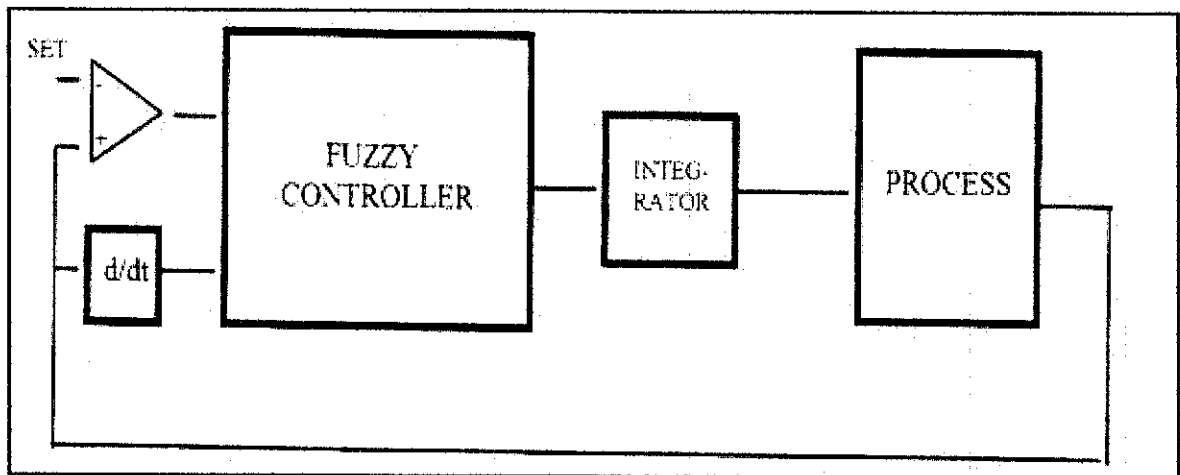 SET
-
+
d/dt
FUZZY
CONTROLLER
INTEG-
RATOR
PROCESS